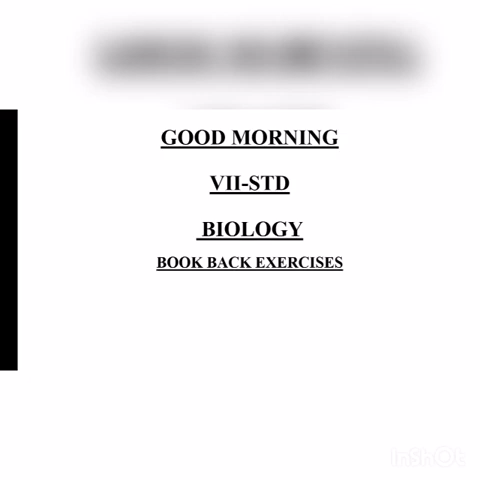 GOOD MORNING
VII-STD
BIOLOGY
BOOK BACK EXERCISES
InShOt